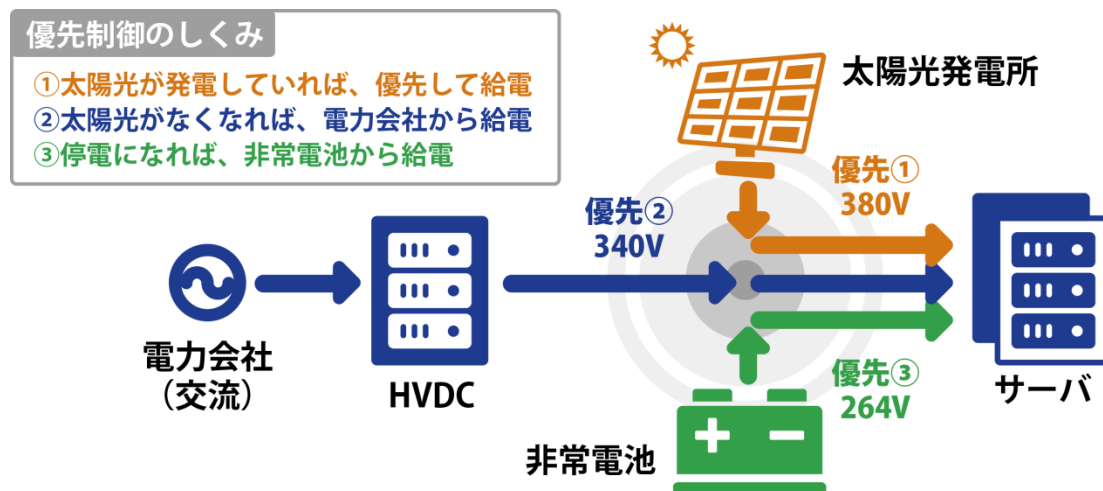 優先制御のしくみ
①太陽光が発電していれば、優先して給電
②太陽光がなくなれば、電力会社から給電
③停電になれば、非常電池から給電
太陽光発電所
優先①
380V
優先②
340V
電力会社
（交流）
HVDC
優先③
264V
サーバ
非常電池